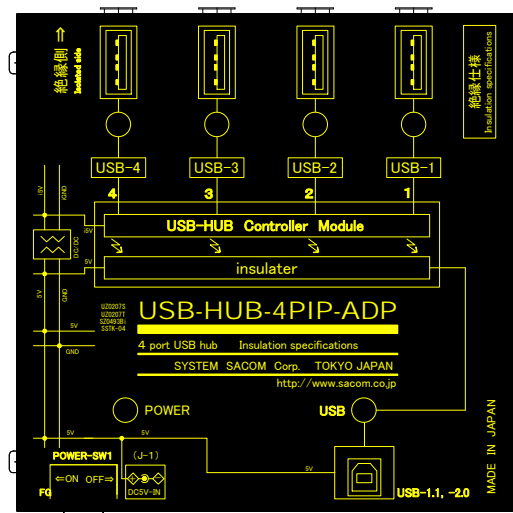 ⇐
絶縁側
Isolated side
絶縁仕様
Insulation specifications
USB-4
USB-3
USB-2
USB-1
4
3
2
1
i5V
iGND
i5V
USB-HUB Controller Module
DC/DC
5V
insulater
5V
GND
UZ0207S
UZ0207T
SZ0493Bi
SSTK-04
USB-HUB-4PIP-ADP
5V
GND
4 port USB hub Insulation specifications
SYSTEM SACOM Corp. TOKYO JAPAN
http://www.sacom.co.jp
POWER
USB
5V
5V
POWER-SW1
(J-1)
5V
⇐ON OFF⇒
DC5V-IN
FG
USB-1.1, -2.0
MADE IN JAPAN